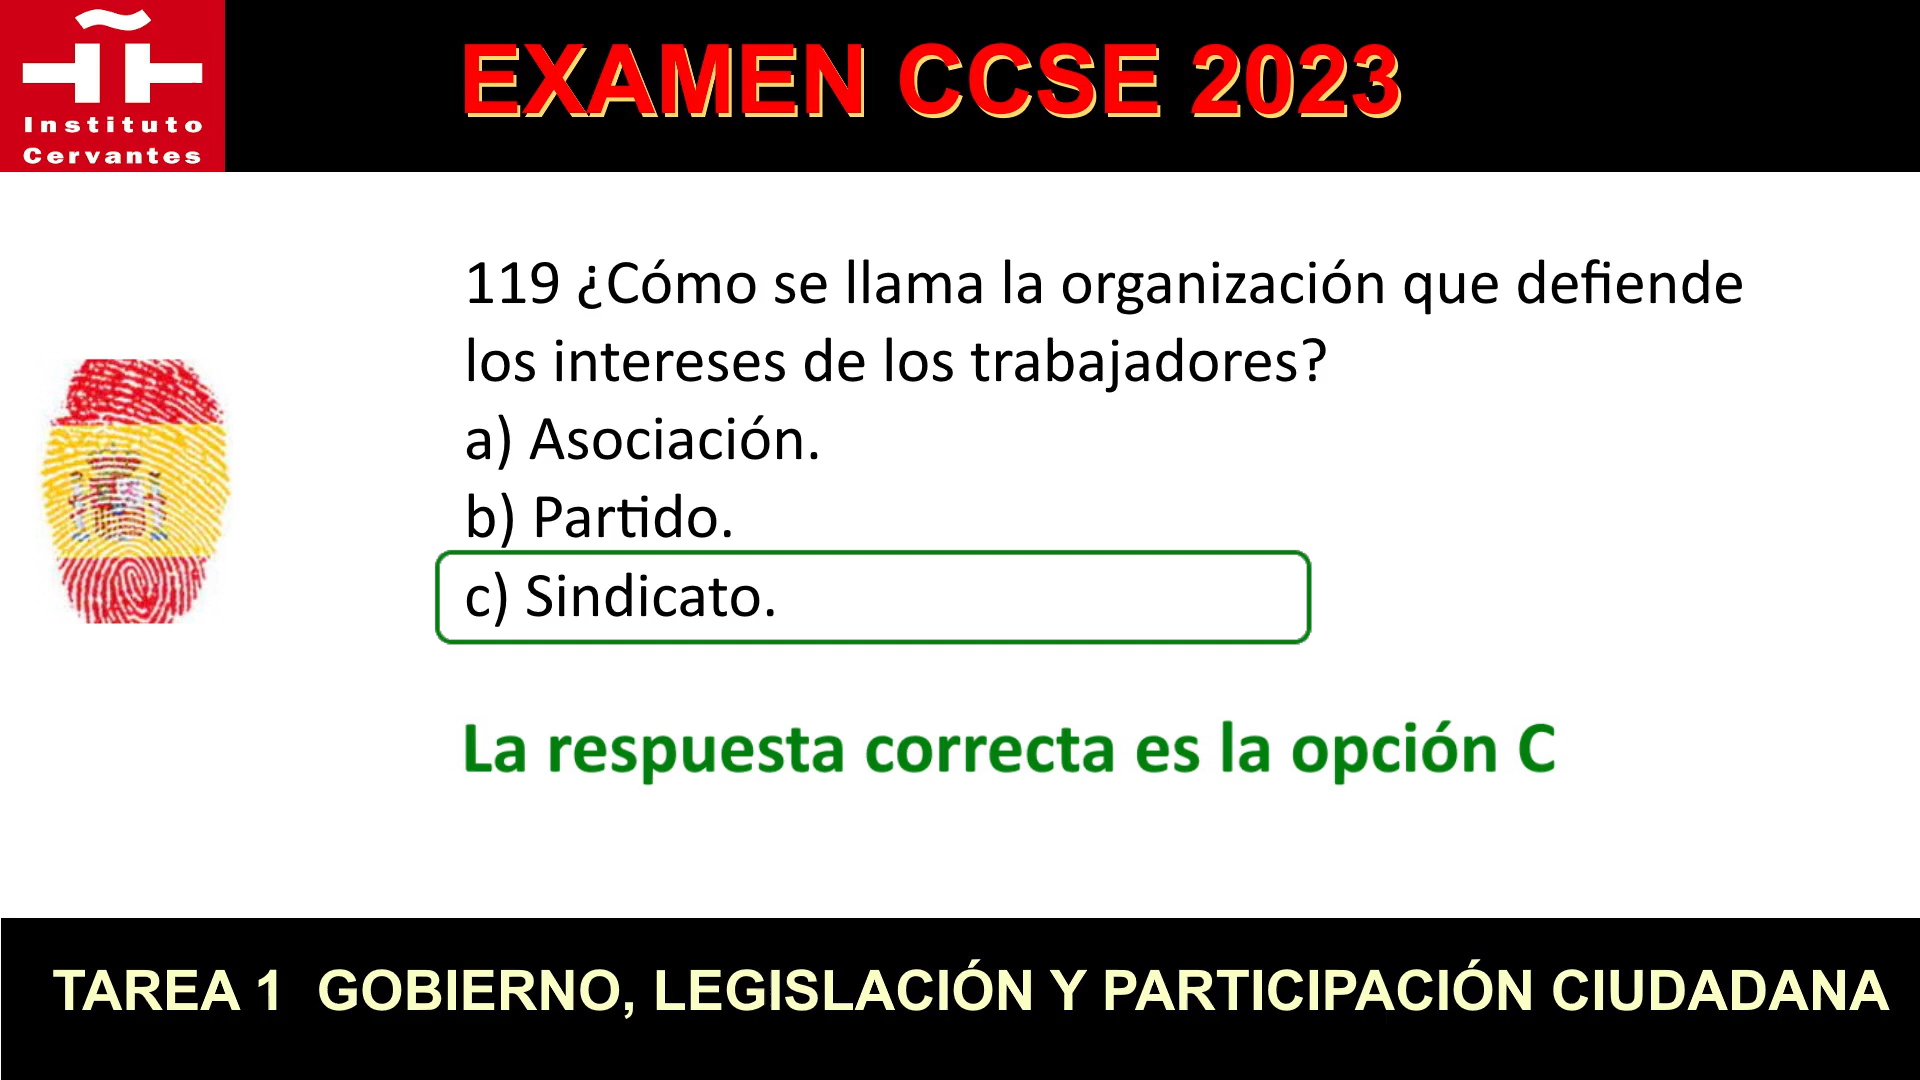 Instituto
Cervantes
EXAMEN CCSE 2023
119 ¿Cómo se llama la organización que defiende
los intereses de los trabajadores?
a) Asociación.
b) Partido.
c) Sindicato.
La respuesta correcta es la opción C
TAREA 1 GOBIERNO, LEGISLACIÓN Y PARTICIPACIÓN CIUDADANA